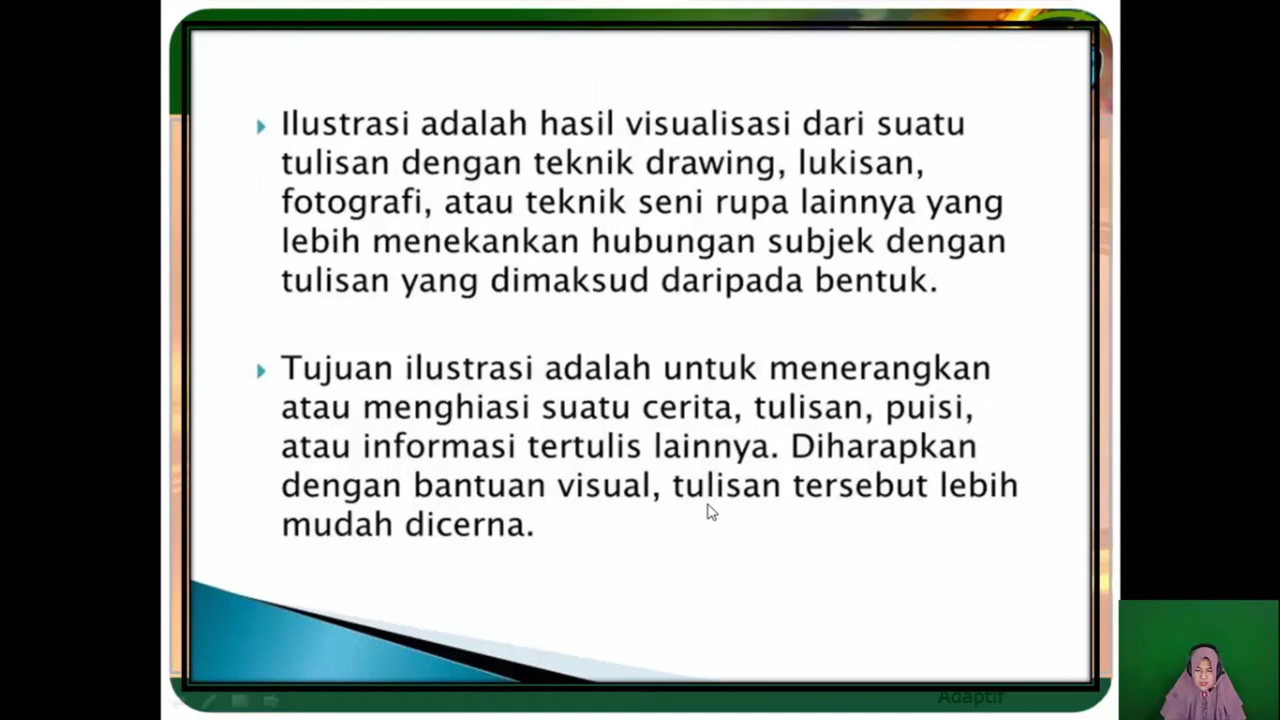 Ilustrasi adalah hasil visualisasi dari suatu
tulisan dengan teknik drawing, lukisan,
fotografi, atau teknik seni rupa lainnya yang
lebih menekankan hubungan subjek dengan
tulisan yang dimaksud daripada bentuk.
Tujuan ilustrasi adalah untuk menerangkan
atau menghiasi suatu cerita, tulisan, puisi,
atau informasi tertulis lainnya. Diharapkan
dengan bantuan visual, tulisan tersebut lebih
mudah dicerna.
Adaptif